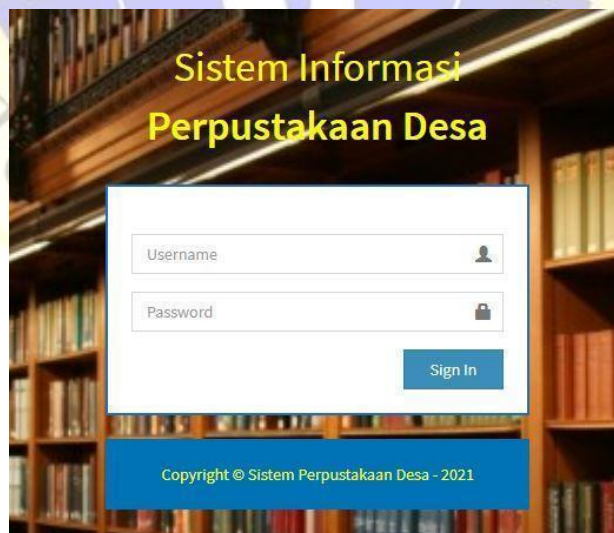 Sistem Informasi
Perpustakaan Desa
Username
Password
Sign In
Copyright © Sistem Perpustakaan Desa - 2021